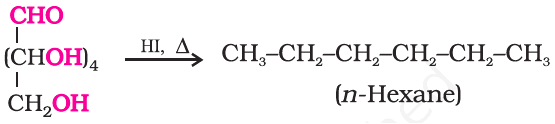 CHO
(CHOH)4
CH2OH
HI, Δ
CH3–CH2–CH2–CH2–CH2–CH3
(n-Hexane)